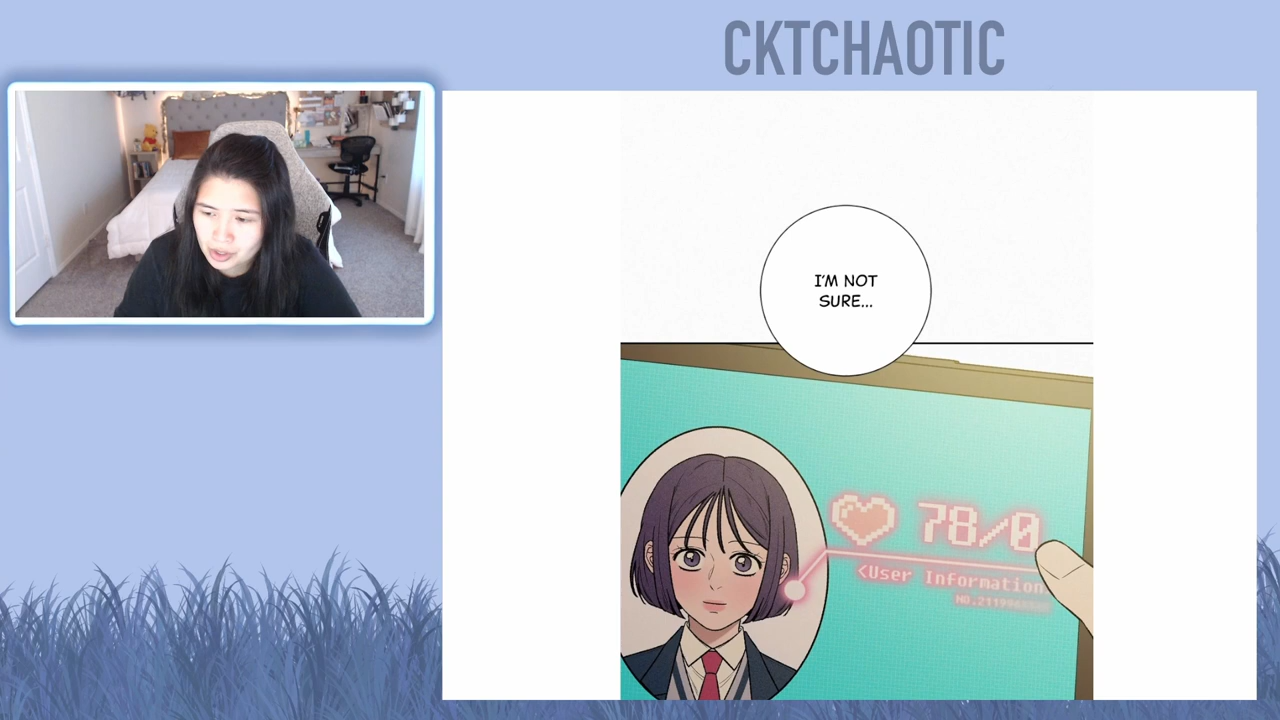 CKTCHAOTIC
I'M NOT
SURE...
78/0
<User Information